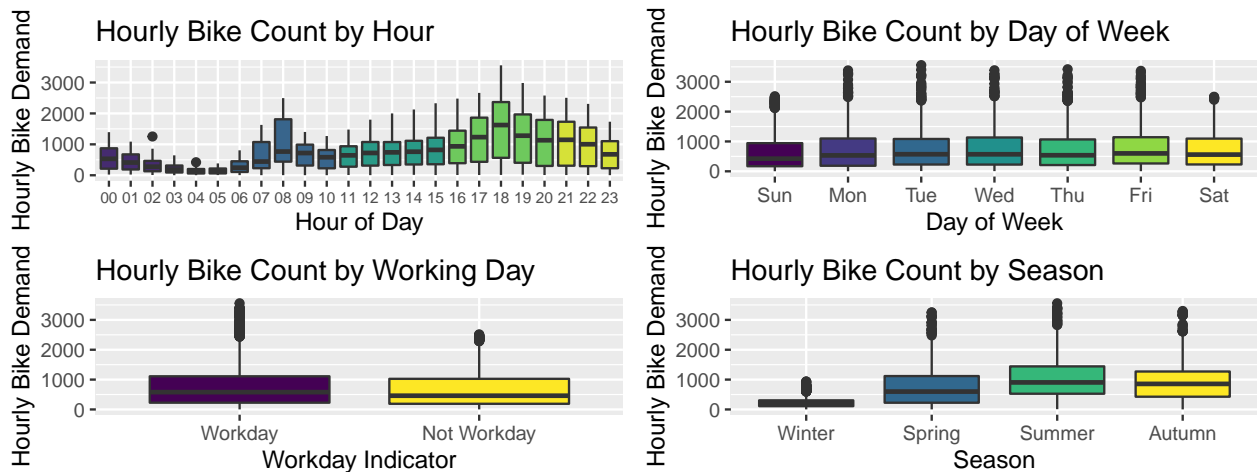 Hourly Bike Count by Hour
Hourly Bike Demand
3000
2000
1000
0
00 01 02 03 04 05 06 07 08 09 10 11 12 13 14 15 16 17 18 19 20 21 22 23
Hour of Day
Hourly Bike Count by Day of Week
Hourly Bike Demand
3000
2000
1000
0
Sun Mon Tue Wed Thu Fri Sat
Day of Week
Hourly Bike Count by Working Day
Hourly Bike Demand
3000
2000
1000
0
Workday Not Workday
Workday Indicator
Hourly Bike Count by Season
Hourly Bike Demand
3000
2000
1000
0
Winter Spring Summer Autumn
Season